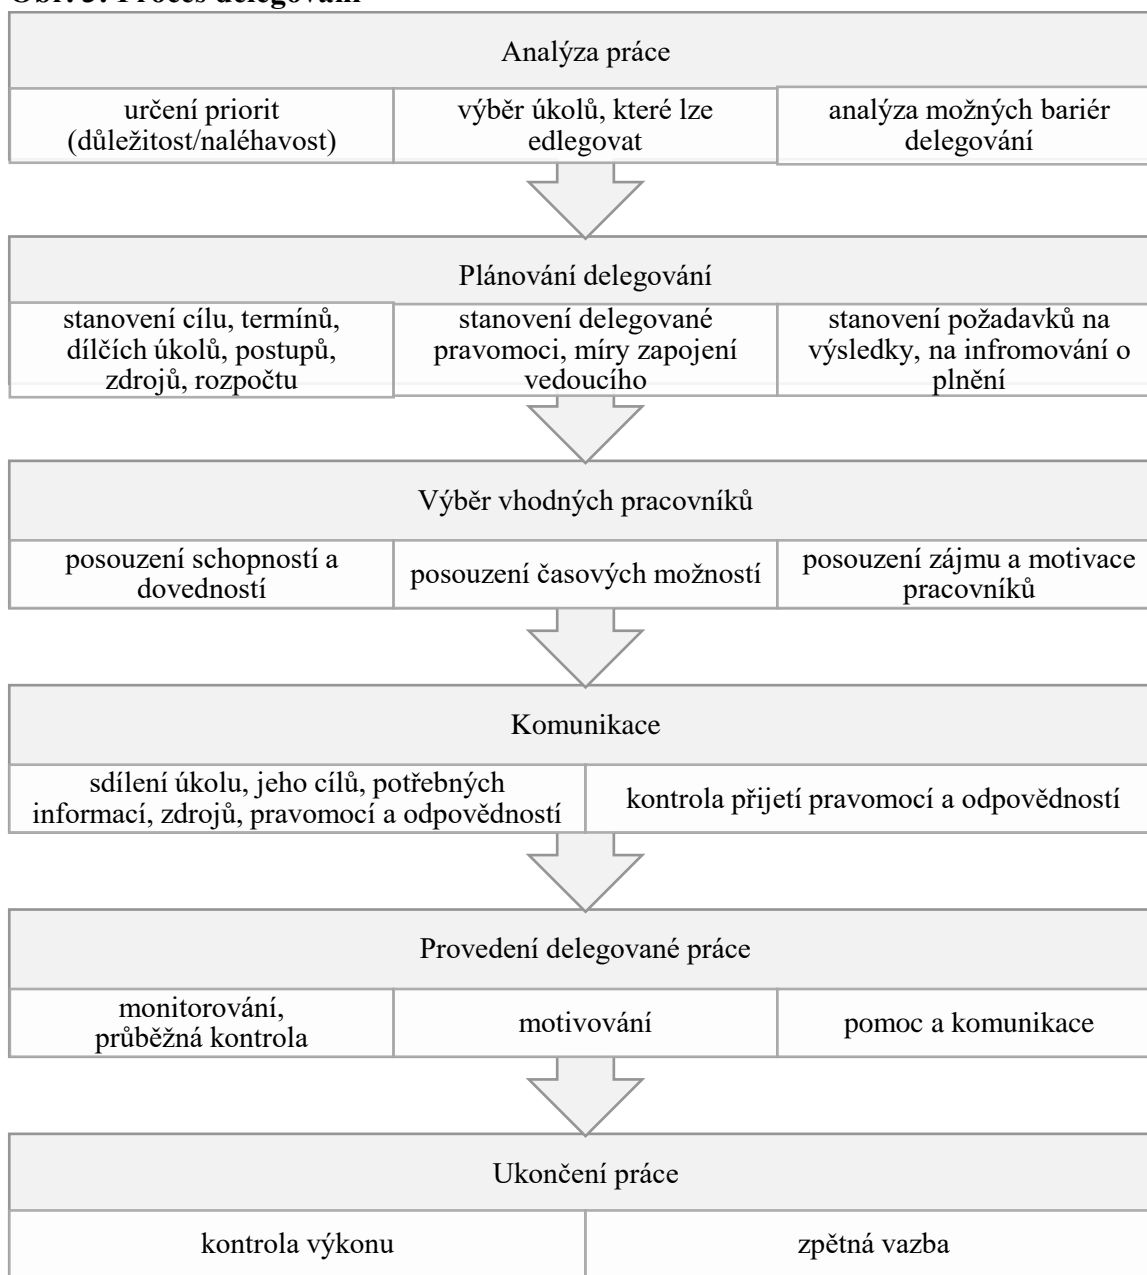 Obr. Proces delegování
Analýza práce
určení priorit
(důležitost/naléhavost)
výběr úkolů, které lze
edlegovat
analýza možných bariér
delegování
Plánování delegování
stanovení cílu, termínů,
dílčích úkolů, postupů,
zdrojů, rozpočtu
stanovení delegované
pravomoci, míry zapojení
vedoucího
stanovení požadavků na
výsledky, na infromování o
plnění
Výběr vhodných pracovníků
posouzení schopností a
dovedností
posouzení časových možností
posouzení zájmu a motivace
pracovníků
Komunikace
sdílení úkolu, jeho cílů, potřebných
informací, zdrojů, pravomocí a odpovědností
kontrola přijetí pravomocí a odpovědností
Provedení delegované práce
monitorování,
průběžná kontrola
motivování
pomoc a komunikace
Ukončení práce
kontrola výkonu
zpětná vazba